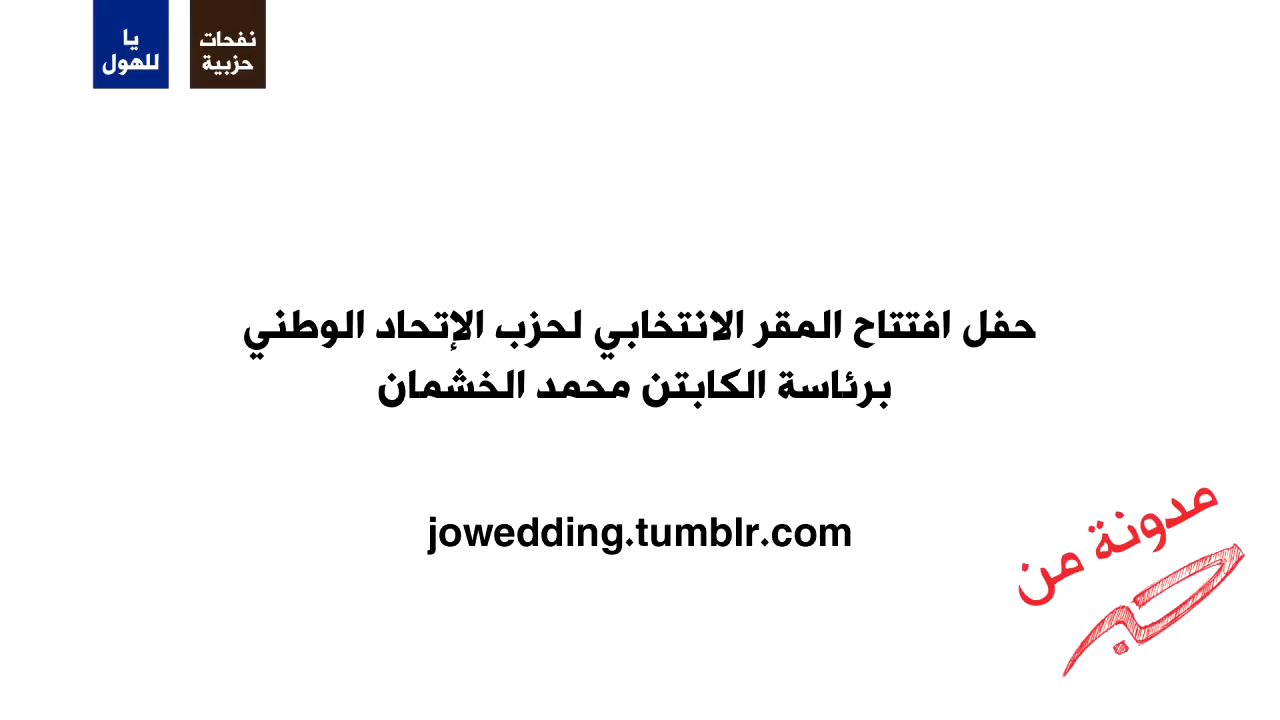 نفحات
حزبية
يا
للهول
حفل افتتاح المقر الانتخابي لحزب الإتحاد الوطني
برئاسة الكابتن محمد الخشمان
jowedding.tumblr.com
مدونة من
حبر